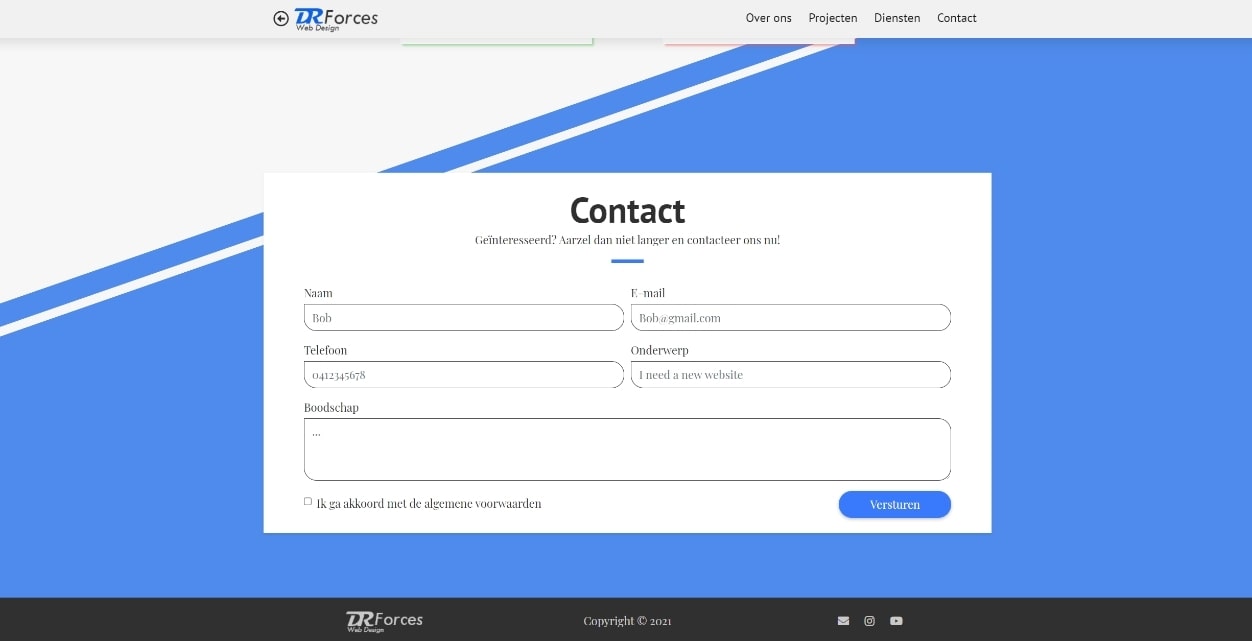 DRForces
Web Design
Over ons Projecten Diensten Contact
Contact
Geïnteresseerd? Aarzel dan niet langer en contacteer ons nu!
Naam E-mail
Bob Bob@gmail.com
Telefoon Onderwerp
0412345678 I need a new website
Boodschap
...
Ik ga akkoord met de algemene voorwaarden Versturen
DRForces
Web Design
Copyright © 2021